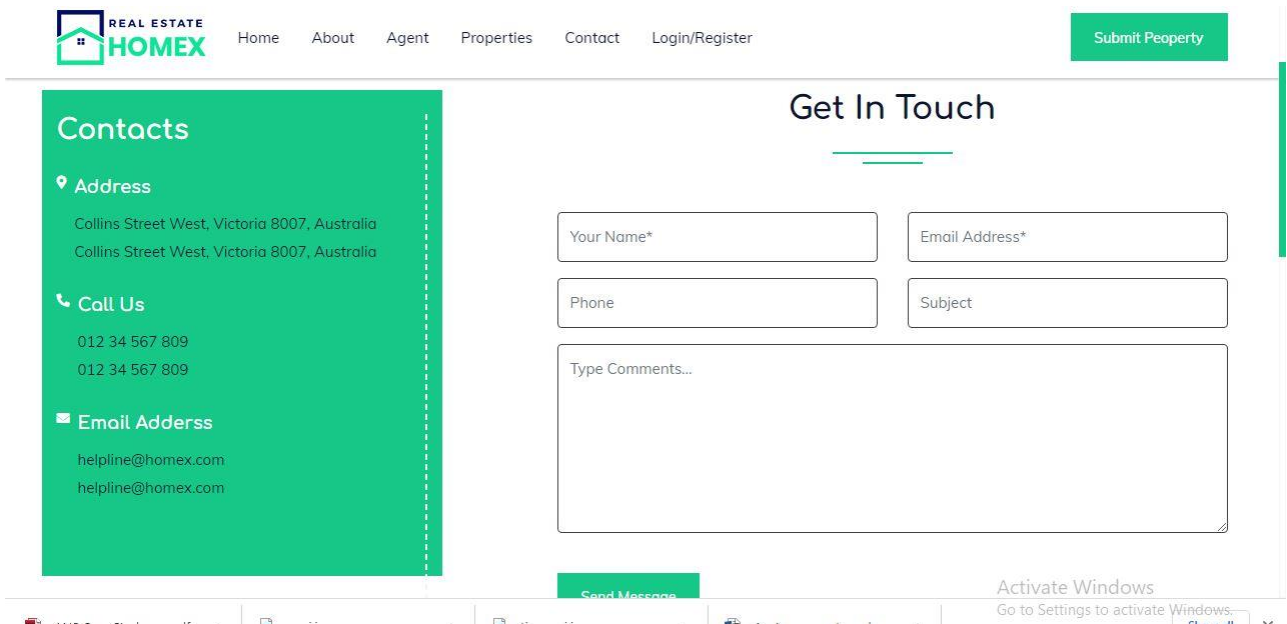 REAL ESTATE
HOMEX
Home About Agent Properties Contact Login/Register
Submit Peoperty
Contacts
Address
Collins Street West, Victoria 8007, Australia
Collins Street West, Victoria 8007, Australia
Call Us
012 34 567 809
012 34 567 809
Email Adderss
helpline@homex.com
helpline@homex.com
Get In Touch
Your Name*
Email Address*
Phone
Subject
Type Comments...
Send Message
Activate Windows
Go to Settings to activate Windows.